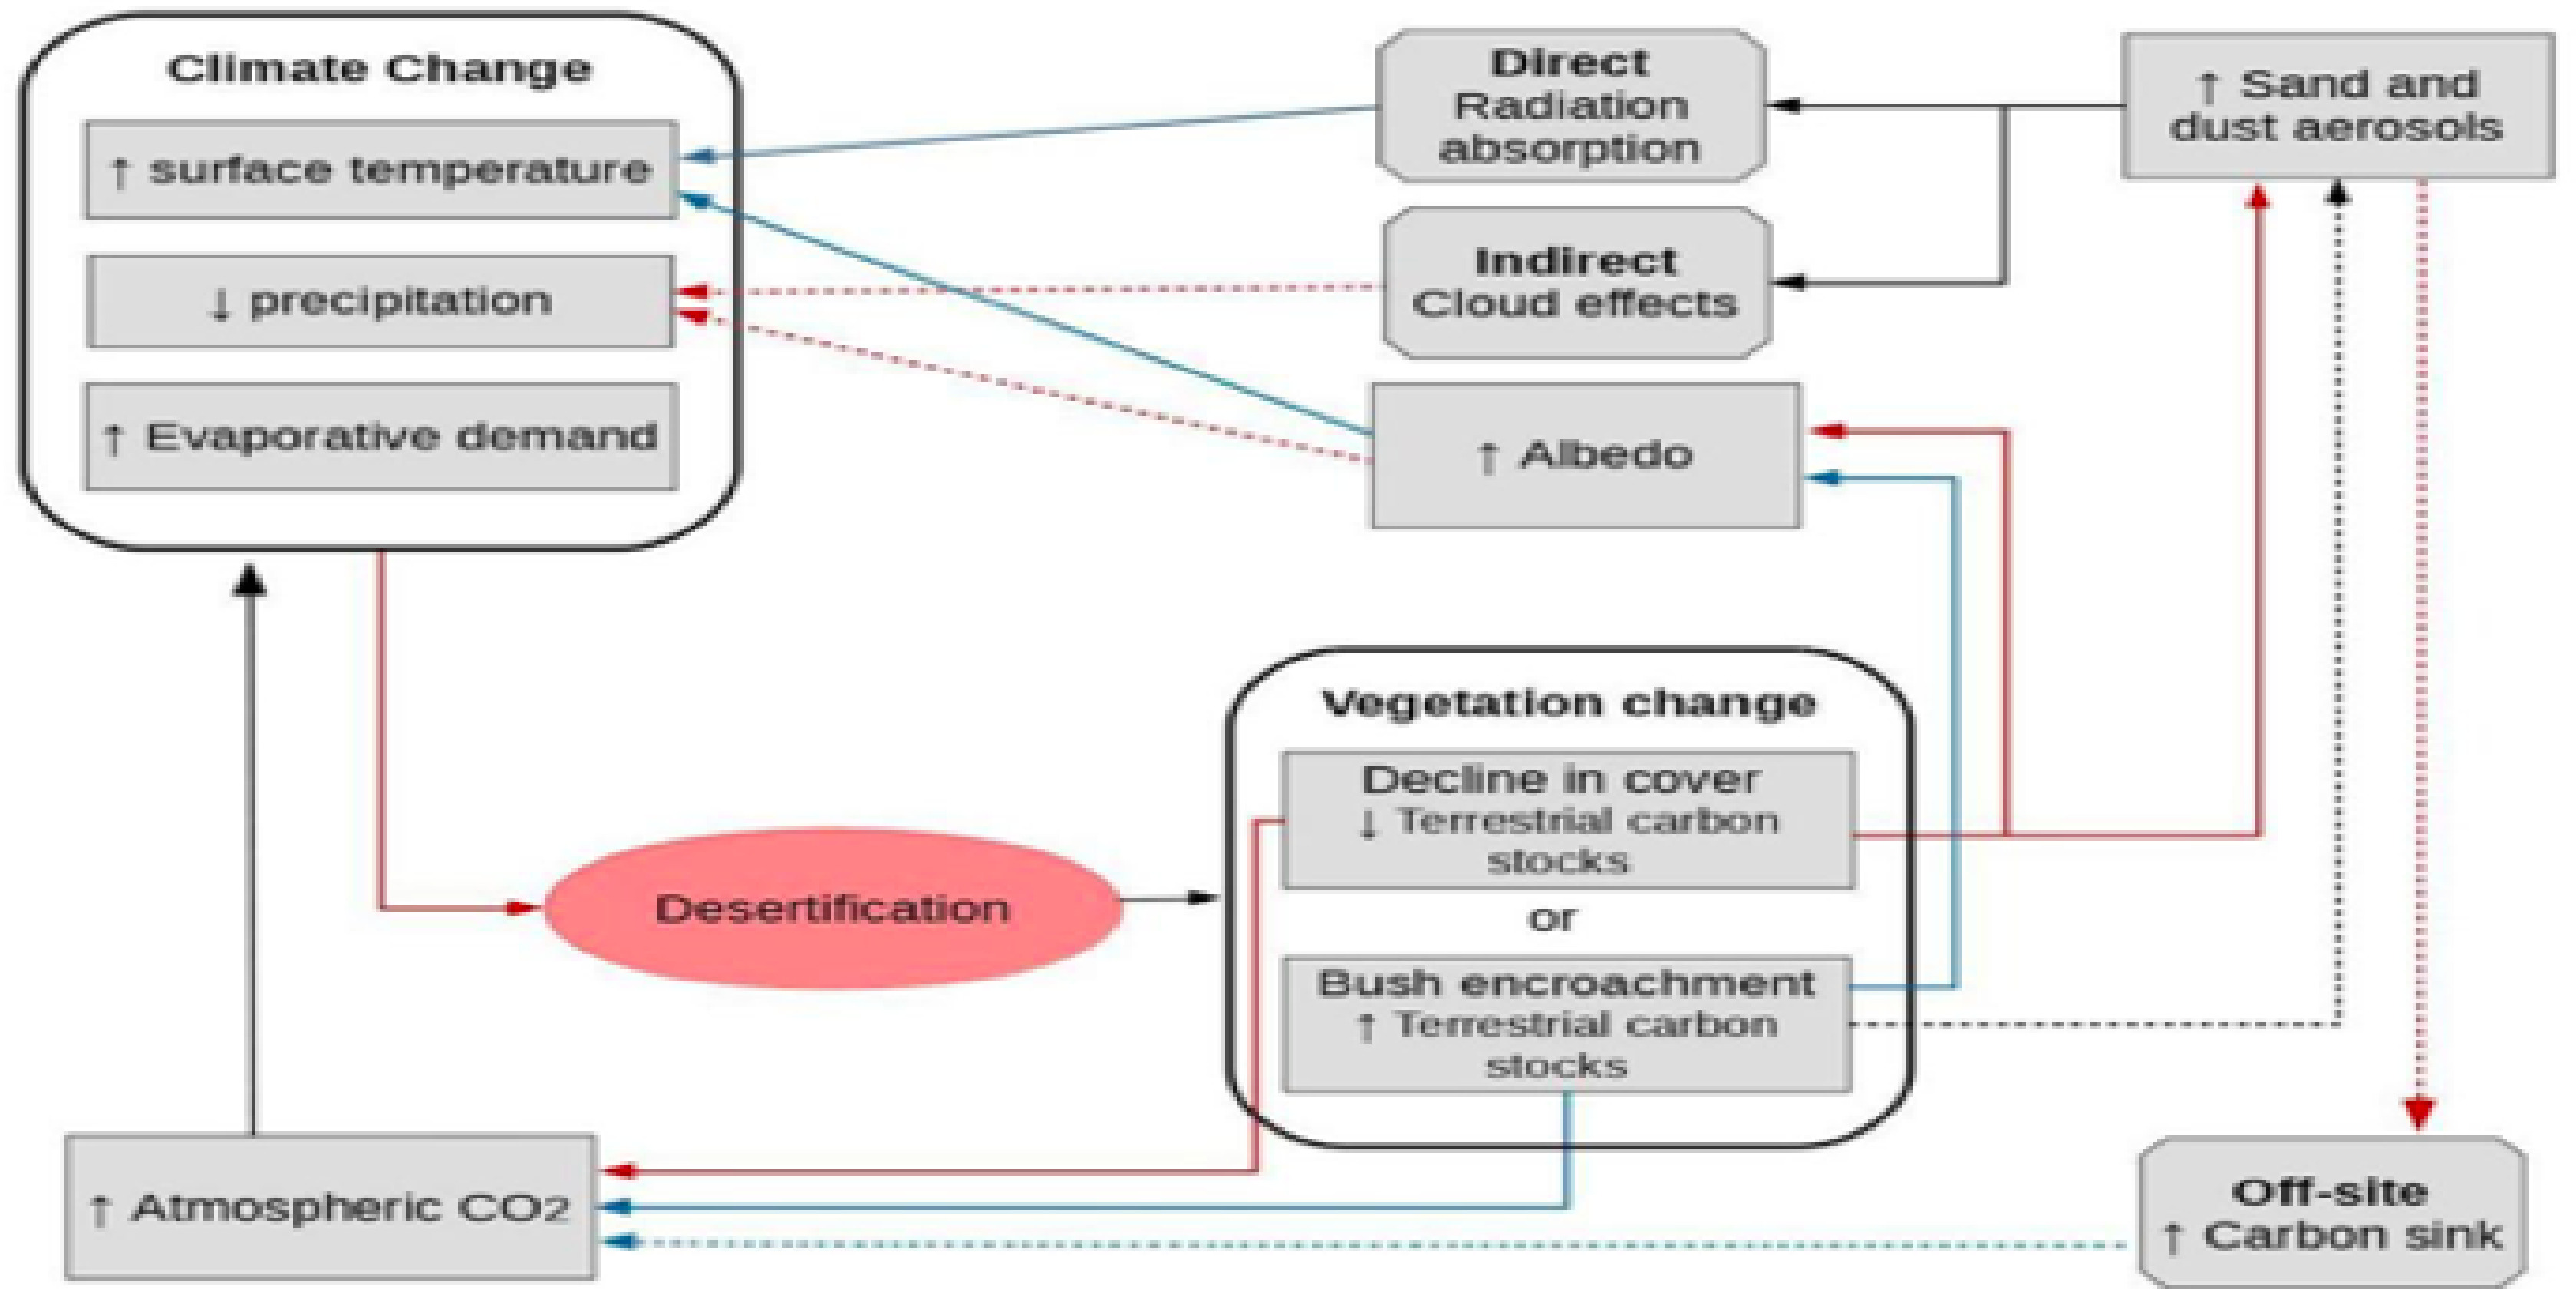 Climate Change
↑ surface temperature
↓ precipitation
↑ Evaporative demand
Direct
Radiation
absorption
Indirect
Cloud effects
↑ Albedo
↑ Sand and
dust aerosols
Desertification
Vegetation change
Decline in cover
↓ Terrestrial carbon
stocks
or
Bush encroachment
↑ Terrestrial carbon
stocks
↑ Atmospheric CO2
Off-site
↑ Carbon sink